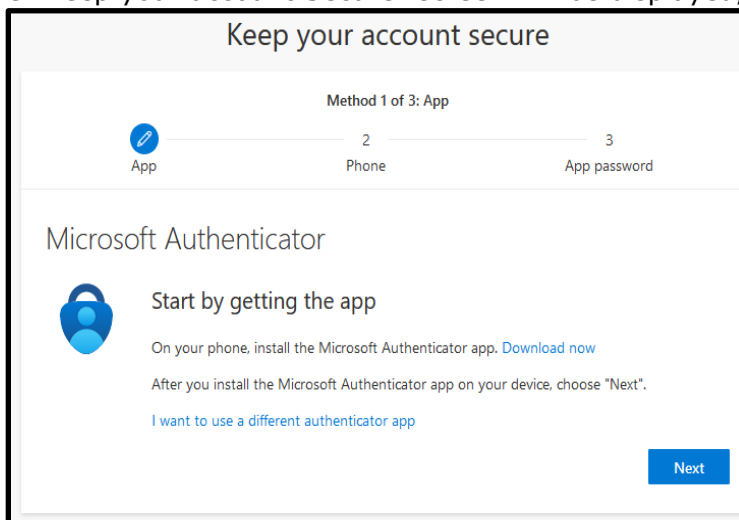 Keep your account secure
Method 1 of 3: App
2
3
App
Phone
App password
Microsoft Authenticator
Start by getting the app
On your phone, install the Microsoft Authenticator app. Download now
After you install the Microsoft Authenticator app on your device, choose "Next".
I want to use a different authenticator app
Next